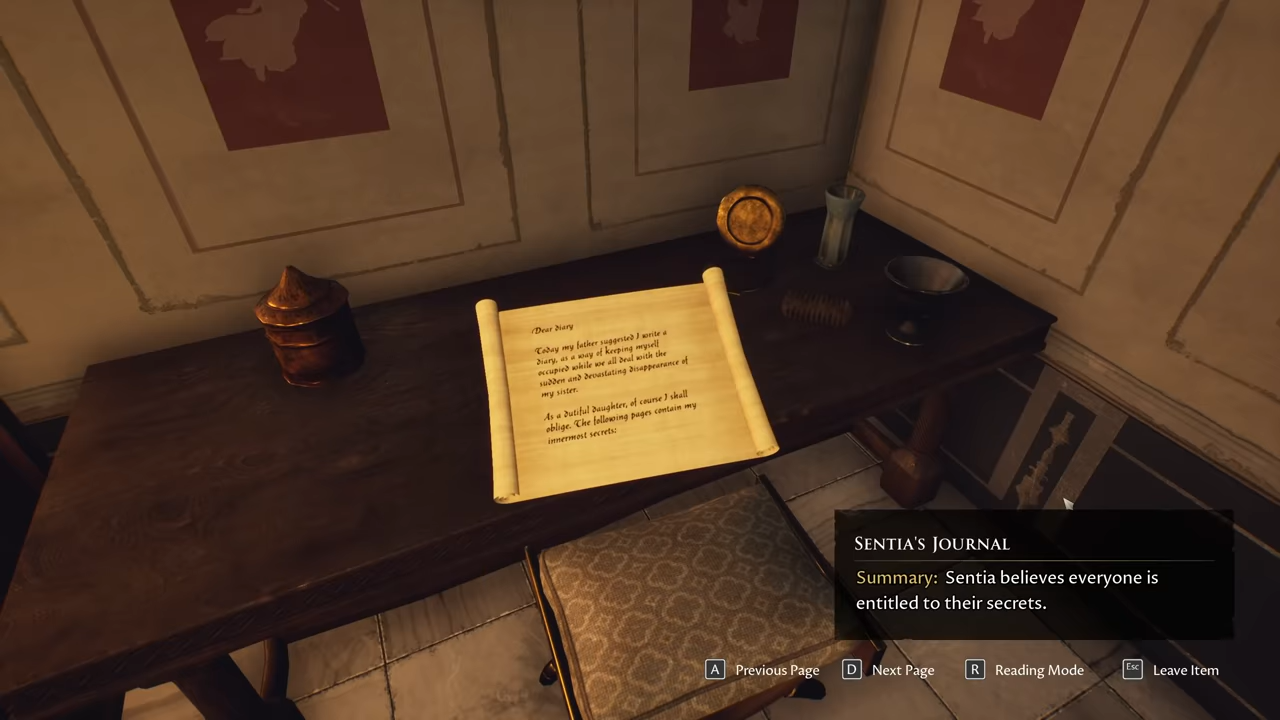 Dear diary
Today my father suggested I write a
diary, as a way of keeping myself
occupied while we all deal with the
sudden and devastating disappearance of
my sister.
As a dutiful daughter, of course I shall
oblige. The following pages contain my
innermost secrets:
Sentia's Journal
Summary: Sentia believes everyone is
entitled to their secrets.
A Previous Page D Next Page R Reading Mode Esc Leave Item